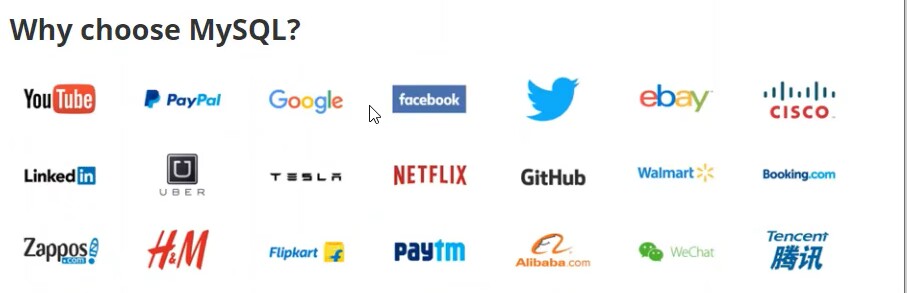 Why choose MySQL?
YouTube PayPal Google facebook ebay CISCO
LinkedIn UBER TESLA NETFLIX GitHub Walmart Booking.com
Zappos.com H&M Flipkart paytm Alibaba.com WeChat Tencent 腾讯